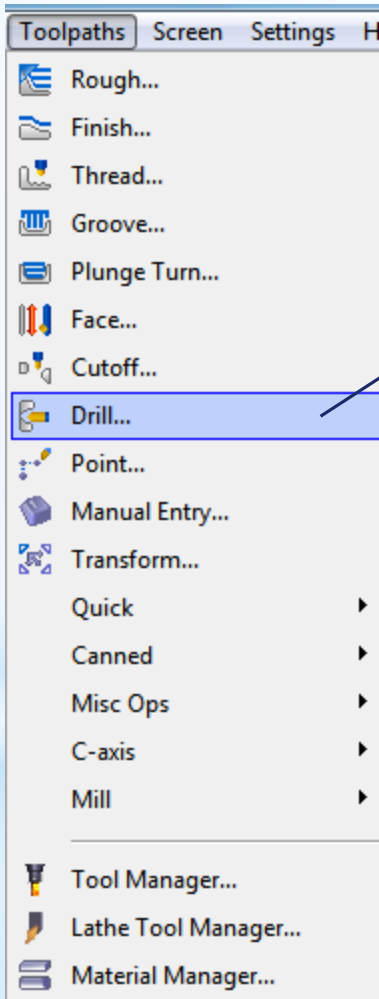 Toolpaths Screen Settings H
Rough...
Finish...
Thread...
Groove...
Plunge Turn...
Face...
Cutoff...
Drill...
Point...
Manual Entry...
Transform...
Quick
Canned
Misc Ops
C-axis
Mill
Tool Manager...
Lathe Tool Manager...
Material Manager...